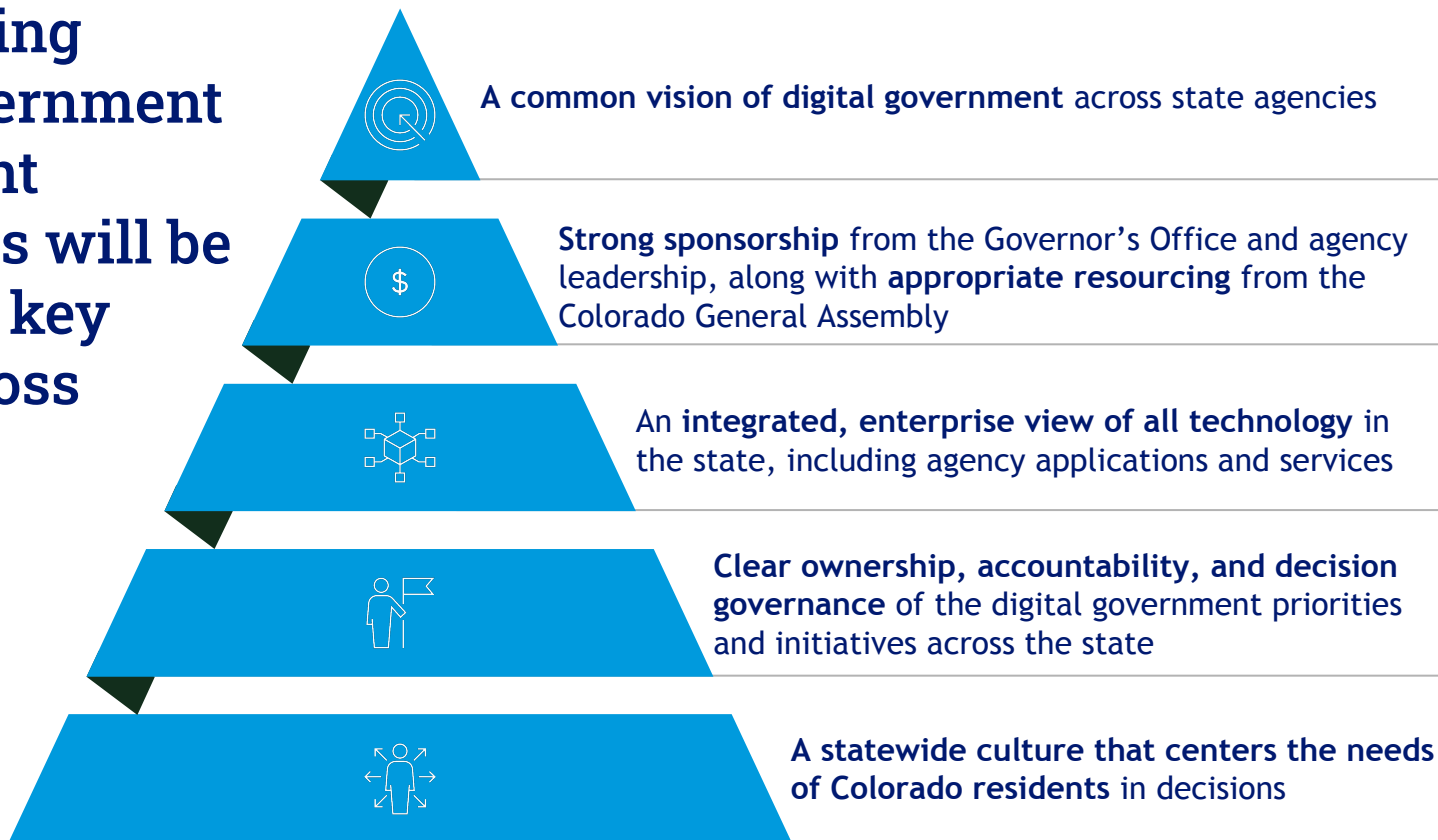 ing
ernment
nt
s will be
key
oss
A common vision of digital government across state agencies
$
Strong sponsorship from the Governor’s Office and agency
leadership, along with appropriate resourcing from the
Colorado General Assembly
An integrated, enterprise view of all technology in
the state, including agency applications and services
Clear ownership, accountability, and decision
governance of the digital government priorities
and initiatives across the state
A statewide culture that centers the needs
of Colorado residents in decisions